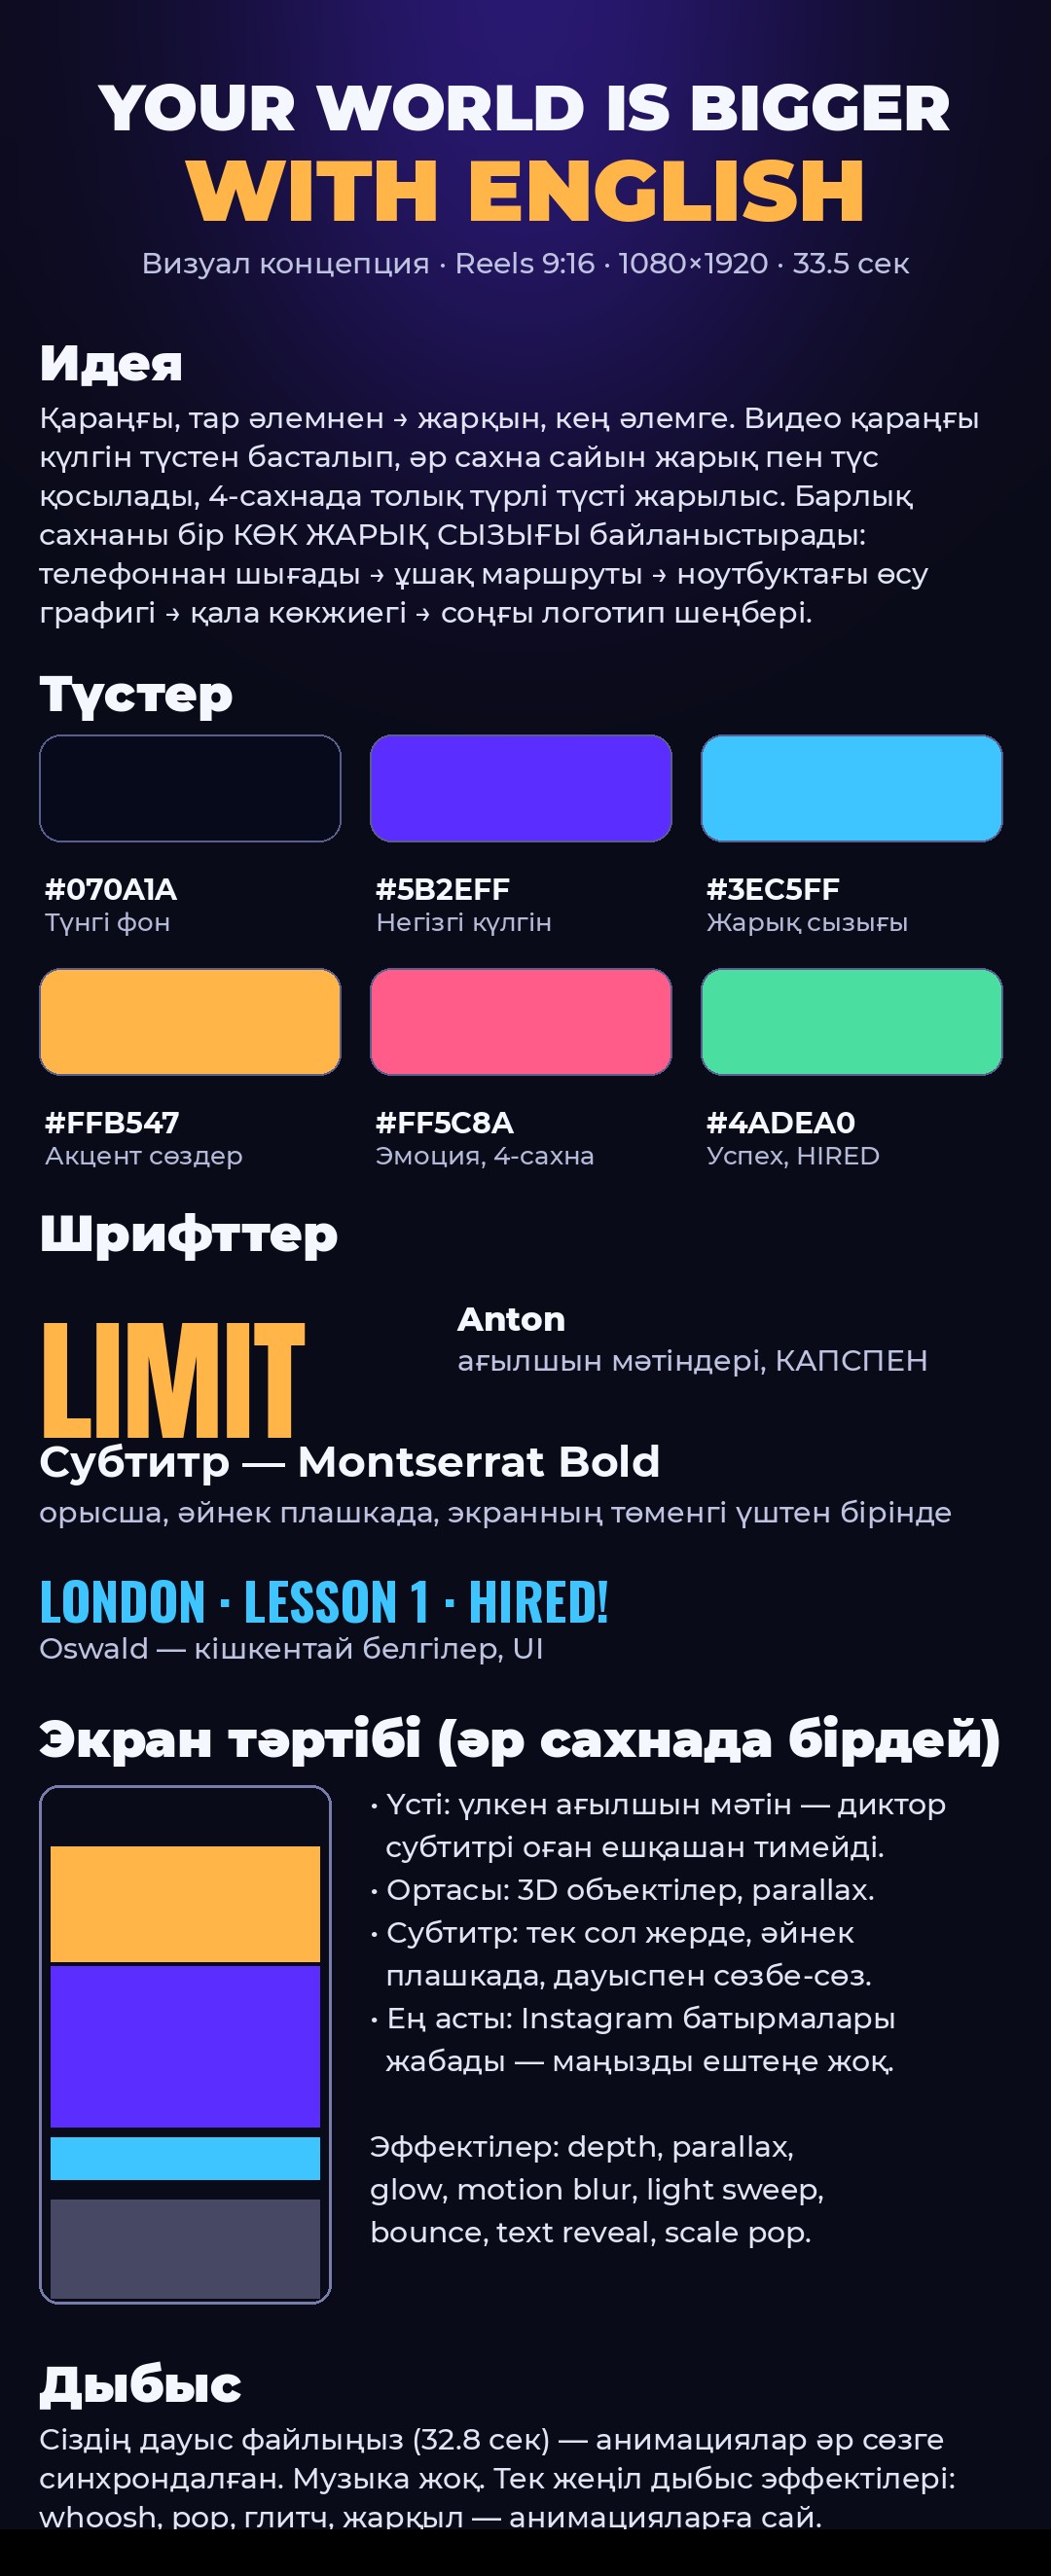 YOUR WORLD IS BIGGER
WITH ENGLISH
Визуал концепция · Reels 9:16 · 1080×1920 · 33.5 сек
Идея
Қараңғы, тар әлемнен → жарқын, кең әлемге. Видео қараңғы
күлгін түстен басталып, әр сахна сайын жарық пен түс
қосылады, 4-сахнада толық түрлі түсті жарылыс. Барлық
сахнаны бір КӨК ЖАРЫҚ СЫЗЫҒЫ байланыстырады:
телефоннан шығады → ұшақ маршруты → ноутбуктағы өсу
графигі → қала көкжиегі → соңғы логотип шеңбері.
Түстер
#070A1A
#5B2EFF
#3EC5FF
Түнгі фон
Негізгі күлгін
Жарық сызығы
#FFB547
#FF5C8A
#4ADEA0
Акцент сөздер
Эмоция, 4-сахна
Успех, HIRED
Шрифттер
LIMIT
Anton
ағылшын мәтіндері, КАПСПЕН
Субтитр — Montserrat Bold
орысша, әйнек плашкада, экранның төменгі үштен бірінде
LONDON · LESSON 1 · HIRED!
Oswald — кішкентай белгілер, UI
Экран тәртібі (әр сахнада бірдей)
• Үсті: үлкен ағылшын мәтін — диктор
субтитрі оған ешқашан тимейді.
• Ортасы: 3D объектілер, parallax.
• Субтитр: тек сол жерде, әйнек
плашкада, дауыспен сөзбе-сөз.
• Ең асты: Instagram батырмалары
жабады — маңызды ештеңе жоқ.
Эффектілер: depth, parallax,
glow, motion blur, light sweep,
bounce, text reveal, scale pop.
Дыбыс
Сіздің дауыс файлыңыз (32.8 сек) — анимациялар әр сөзге
синхрондалған. Музыка жоқ. Тек жеңіл дыбыс эффектілері:
whoosh, pop, глитч, жарқыл — анимацияларға сай.